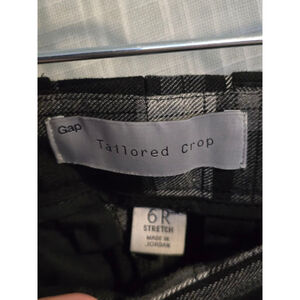 Gap
Tailored Crop
6R
STRETCH
MADE IN
JORDAN